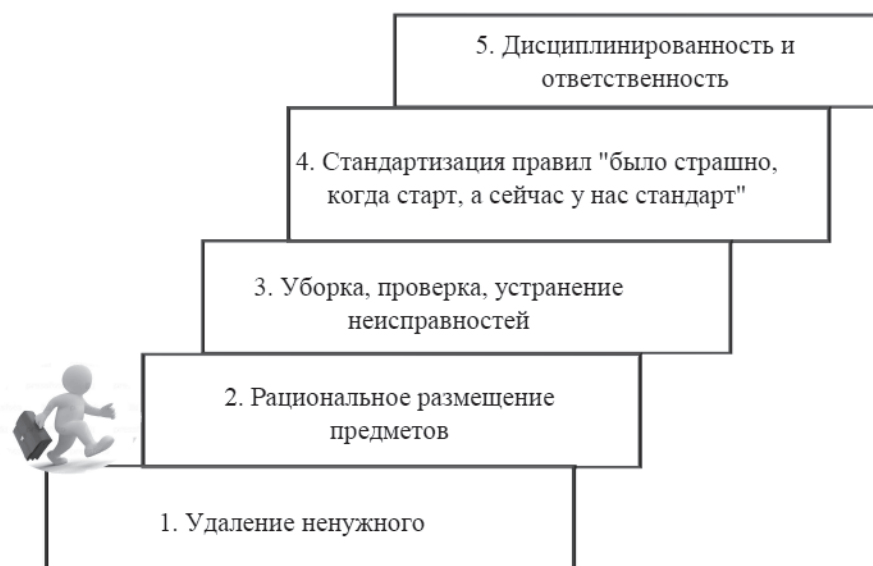 5. Дисциплинированность и
ответственность
4. Стандартизация правил "было страшно,
когда старт, а сейчас у нас стандарт"
3. Уборка, проверка, устранение
неисправностей
2. Рациональное размещение
предметов
1. Удаление ненужного